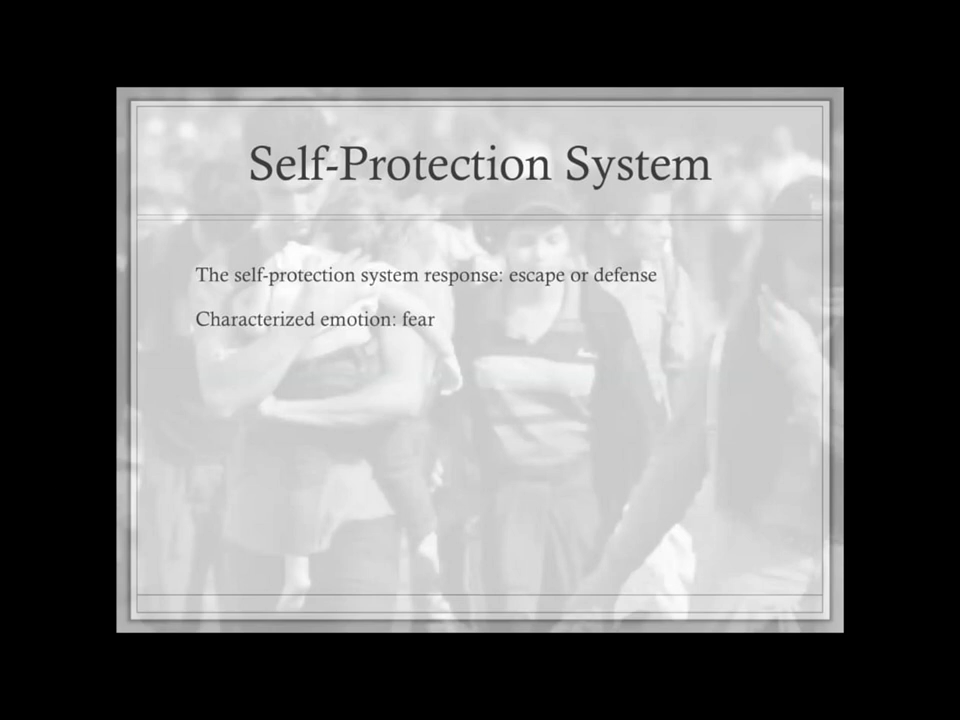 Self-Protection System
The self-protection system response: escape or defense
Characterized emotion: fear